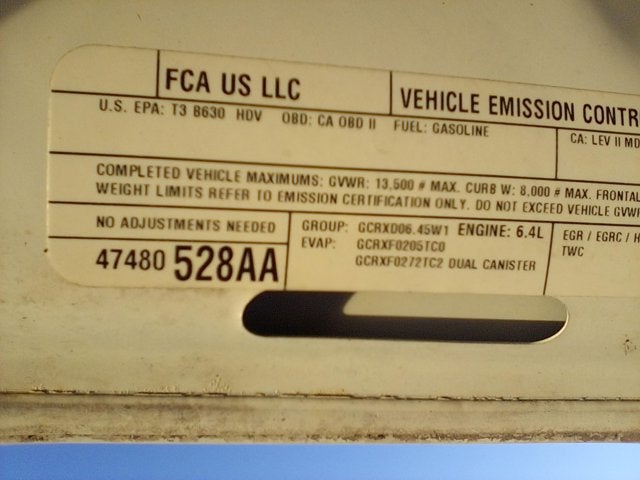 FCA US LLC
VEHICLE EMISSION CONTR
U.S. EPA: T3 B630 HDV OBD: CA OBD II FUEL: GASOLINE
CA: LEV II MD
COMPLETED VEHICLE MAXIMUMS: GVWR: 13,500 # MAX. CURB W: 8,000 # MAX. FRONTAL
WEIGHT LIMITS REFER TO EMISSION CERTIFICATION ONLY. DO NOT EXCEED VEHICLE GVWR
NO ADJUSTMENTS NEEDED
47480 528AA
GROUP: GCRXD06.45W1 ENGINE: 6.4L
EVAP: GCRXF0205TC0
GCRXF0272TC2 DUAL CANISTER
EGR / EGRC / H
TWC